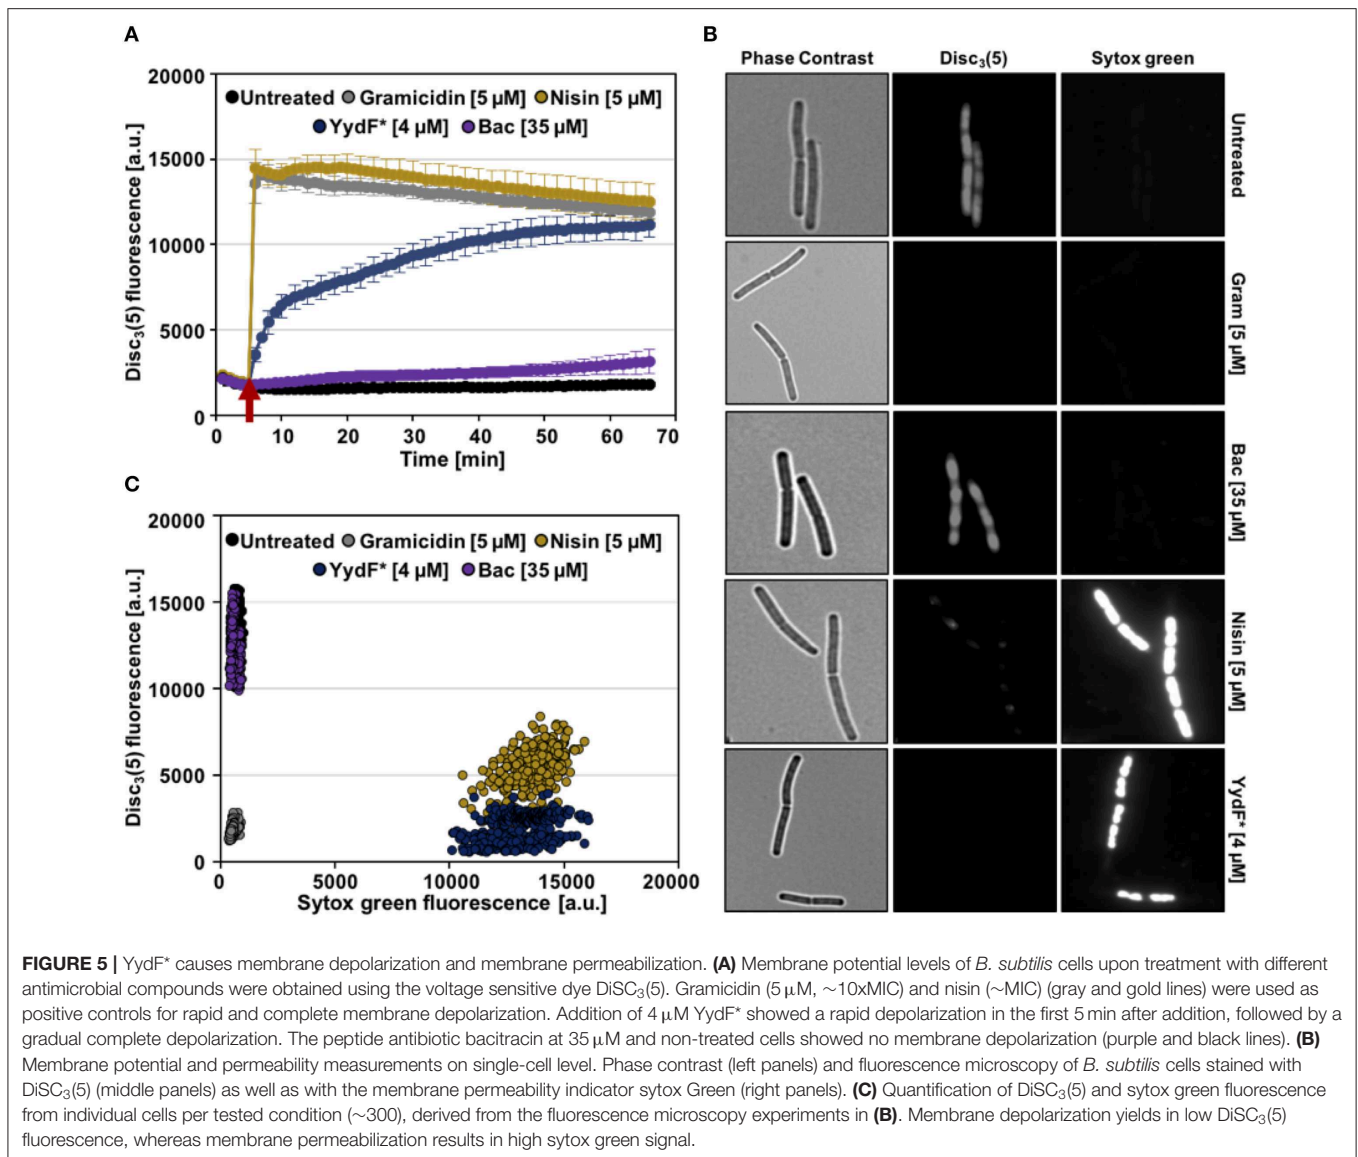 A
20000
15000
10000
5000
0
Disc₃(5) fluorescence [a.u.]
Untreated Gramicidin [5 µM] Nisin [5 µM]
YydF* [4 µM] Bac [35 µM]
0 10 20 30 40 50 60 70
Time [min]
B
Phase Contrast Disc₃(5) Sytox green
Untreated
Gram [5 µM]
Bac [35 µM]
Nisin [5 µM]
YydF* [4 µM]
C
20000
15000
10000
5000
0
Disc₃(5) fluorescence [a.u.]
Untreated Gramicidin [5 µM] Nisin [5 µM]
YydF* [4 µM] Bac [35 µM]
0 5000 10000 15000 20000
Sytox green fluorescence [a.u.]
FIGURE 5 | YydF* causes membrane depolarization and membrane permeabilization. (A) Membrane potential levels of B. subtilis cells upon treatment with different
antimicrobial compounds were obtained using the voltage sensitive dye DiSC₃(5). Gramicidin (5 µM, ∼10xMIC) and nisin (∼MIC) (gray and gold lines) were used as
positive controls for rapid and complete membrane depolarization. Addition of 4 µM YydF* showed a rapid depolarization in the first 5 min after addition, followed by a
gradual complete depolarization. The peptide antibiotic bacitracin at 35 µM and non-treated cells showed no membrane depolarization (purple and black lines). (B)
Membrane potential and permeability measurements on single-cell level. Phase contrast (left panels) and fluorescence microscopy of B. subtilis cells stained with
DiSC₃(5) (middle panels) as well as with the membrane permeability indicator sytox Green (right panels). (C) Quantification of DiSC₃(5) and sytox green fluorescence
from individual cells per tested condition (∼300), derived from the fluorescence microscopy experiments in (B). Membrane depolarization yields in low DiSC₃(5)
fluorescence, whereas membrane permeabilization results in high sytox green signal.